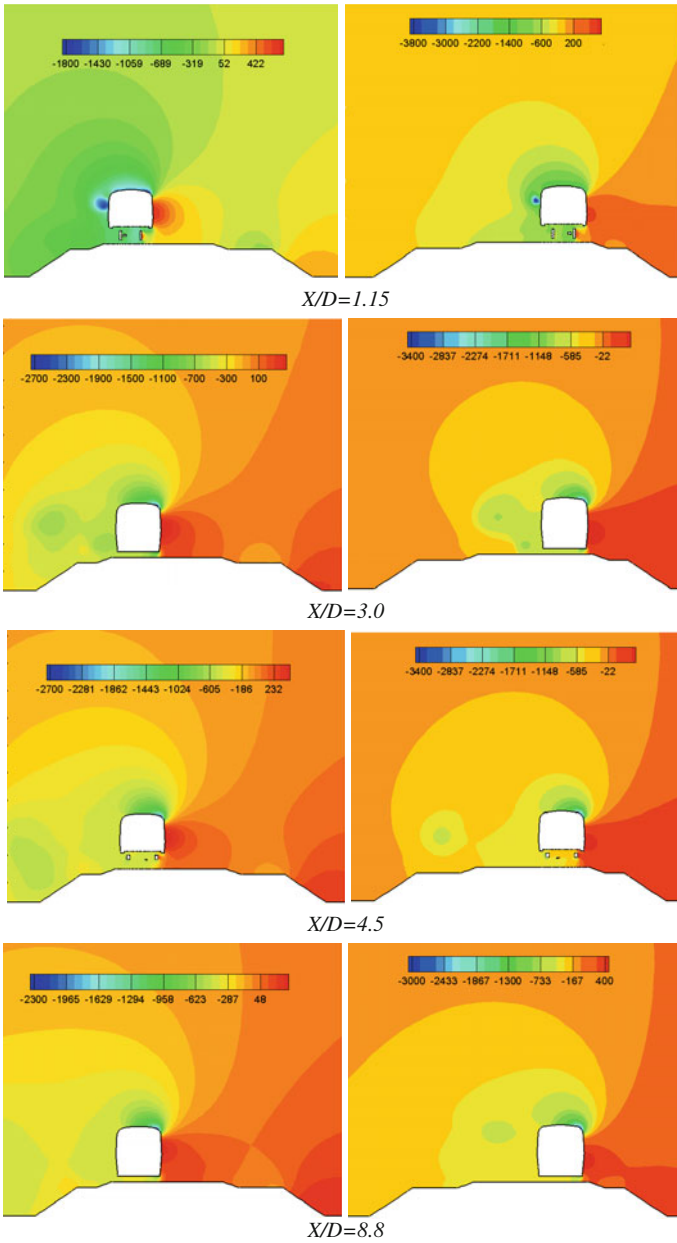 -1800 -1430 -1059 -689 -319 52 422
-3800 -3000 -2200 -1400 -600 200
X/D=1.15
-2700 -2300 -1900 -1500 -1100 -700 -300 100
-3400 -2837 -2274 -1711 -1148 -585 -22
X/D=3.0
-2700 -2281 -1862 -1443 -1024 -605 -186 232
-3400 -2837 -2274 -1711 -1148 -585 -22
X/D=4.5
-2300 -1965 -1629 -1294 -958 -623 -287 48
-3000 -2433 -1867 -1300 -733 -167 400
X/D=8.8